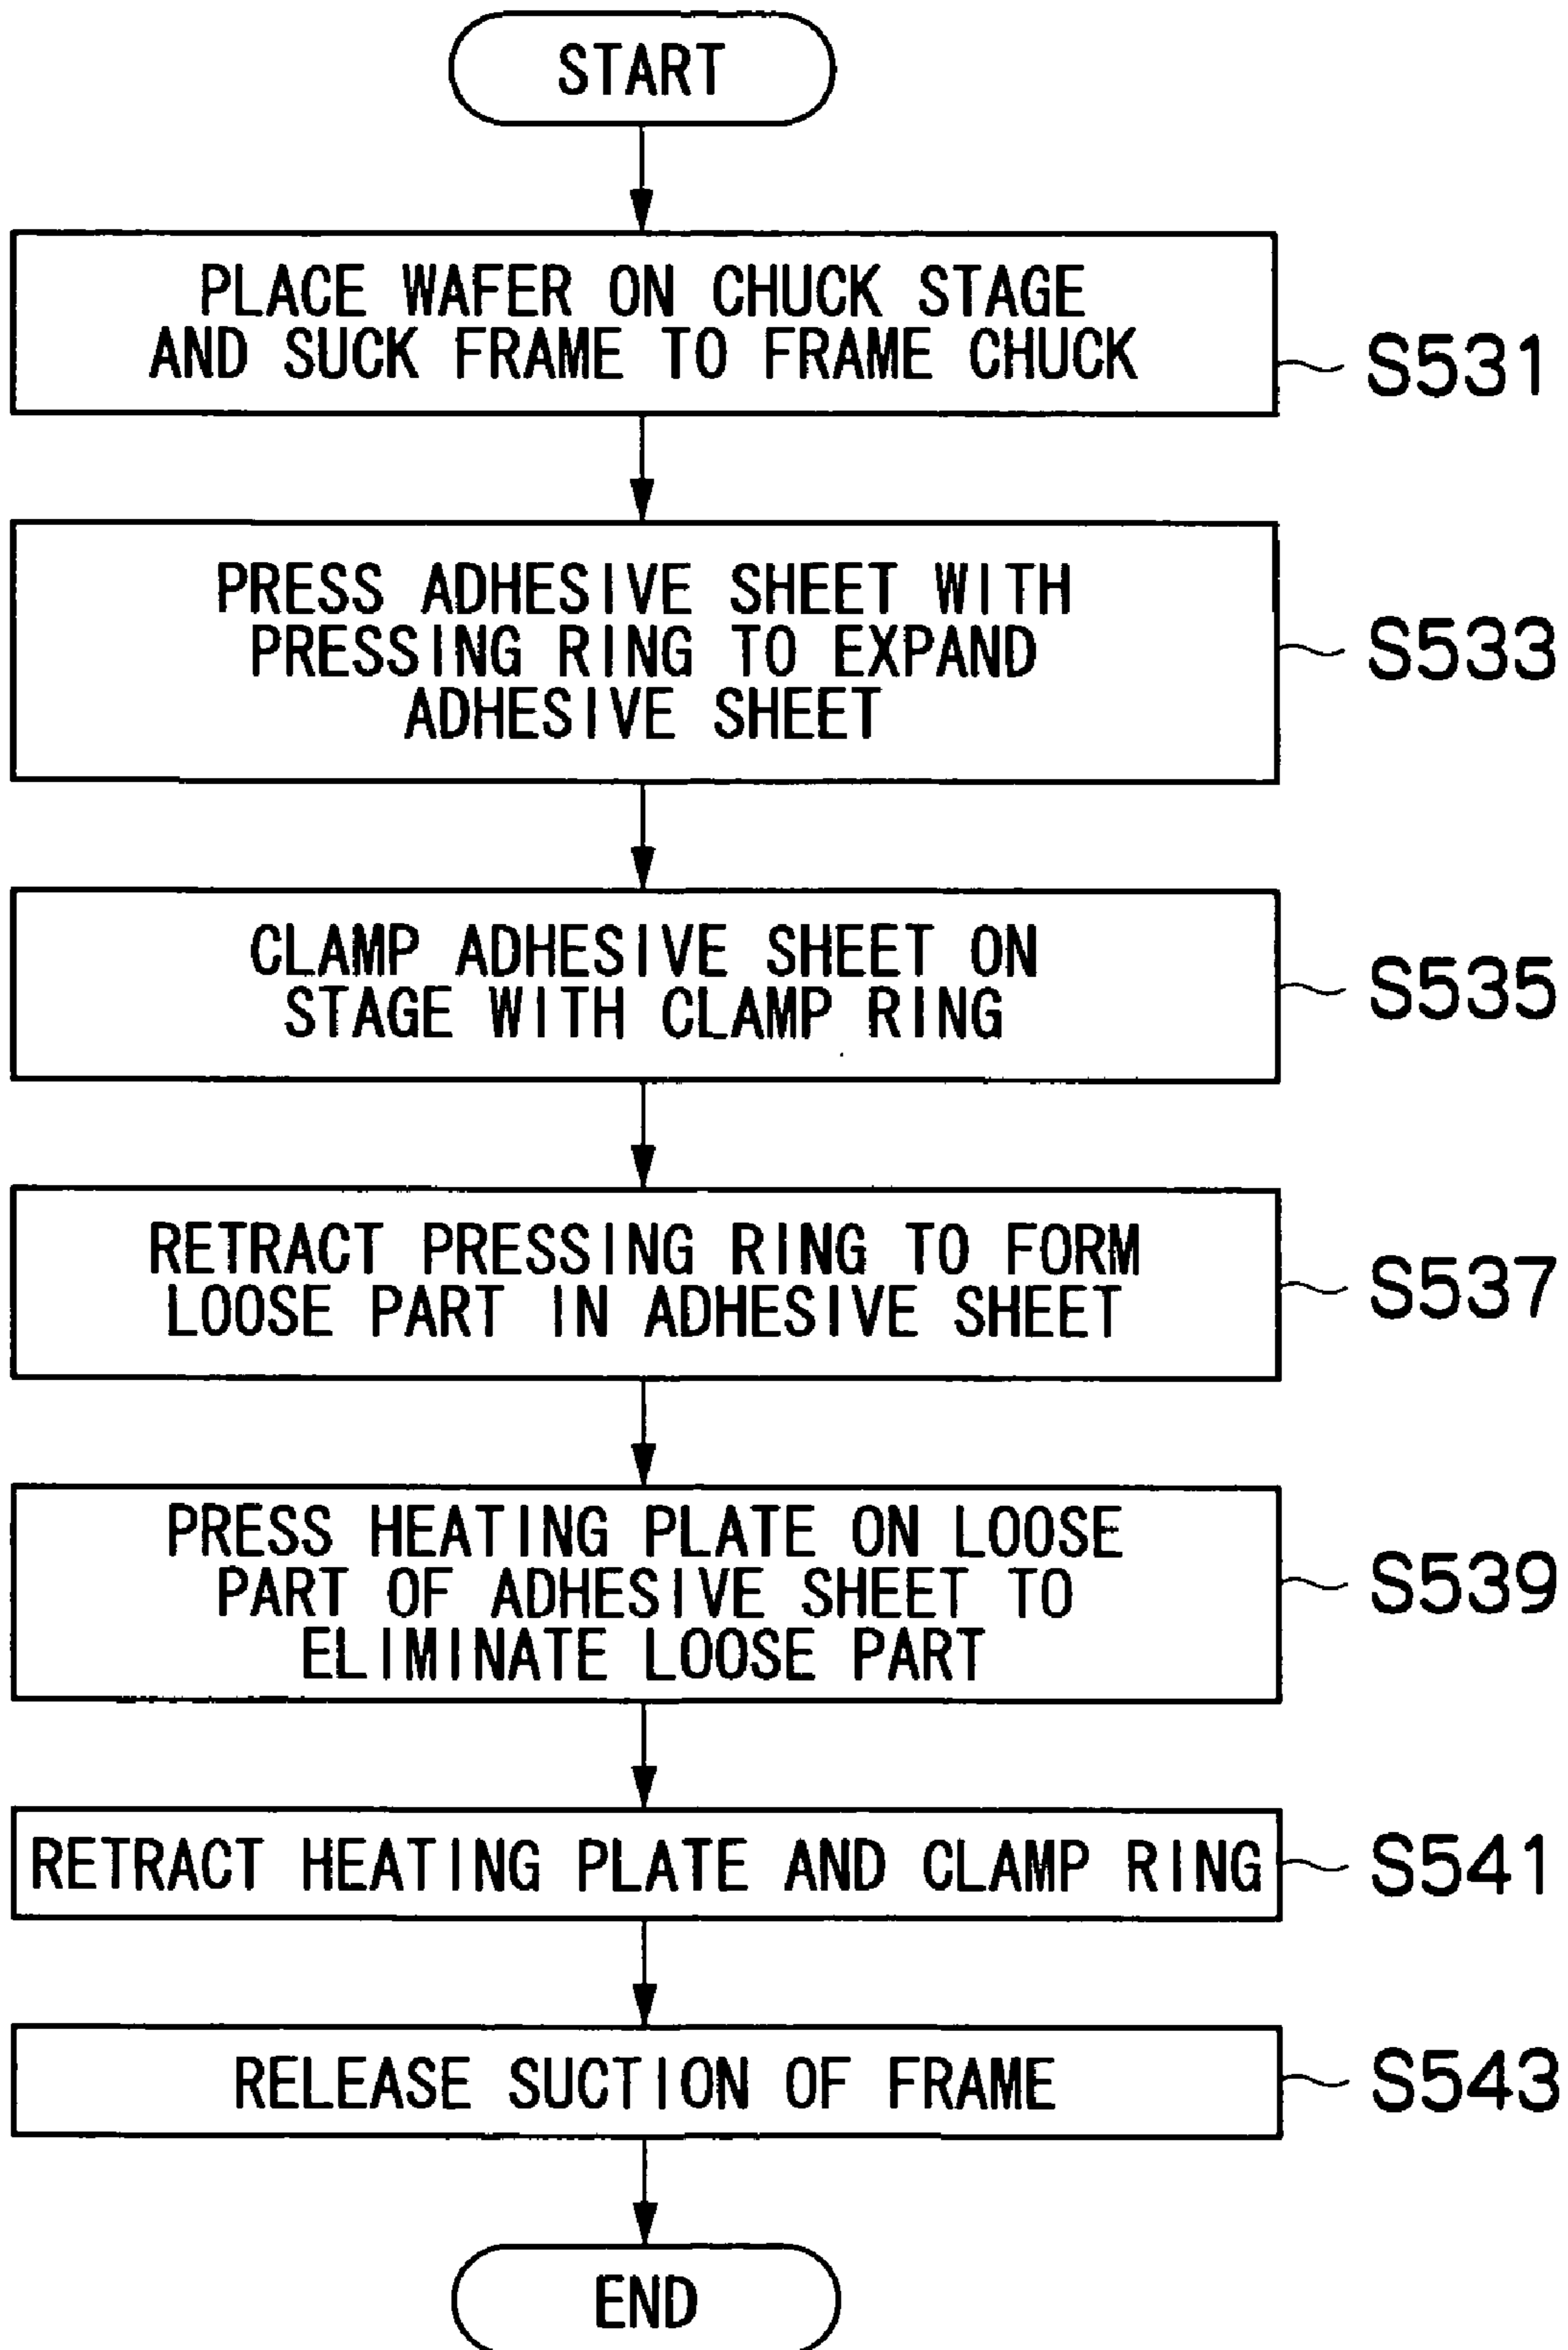 START
PLACE WAFER ON CHUCK STAGE
AND SUCK FRAME TO FRAME CHUCK
S531
PRESS ADHESIVE SHEET WITH
PRESSING RING TO EXPAND
ADHESIVE SHEET
S533
CLAMP ADHESIVE SHEET ON
STAGE WITH CLAMP RING
S535
RETRACT PRESSING RING TO FORM
LOOSE PART IN ADHESIVE SHEET
S537
PRESS HEATING PLATE ON LOOSE
PART OF ADHESIVE SHEET TO
ELIMINATE LOOSE PART
S539
RETRACT HEATING PLATE AND CLAMP RING
S541
RELEASE SUCTION OF FRAME
S543
END